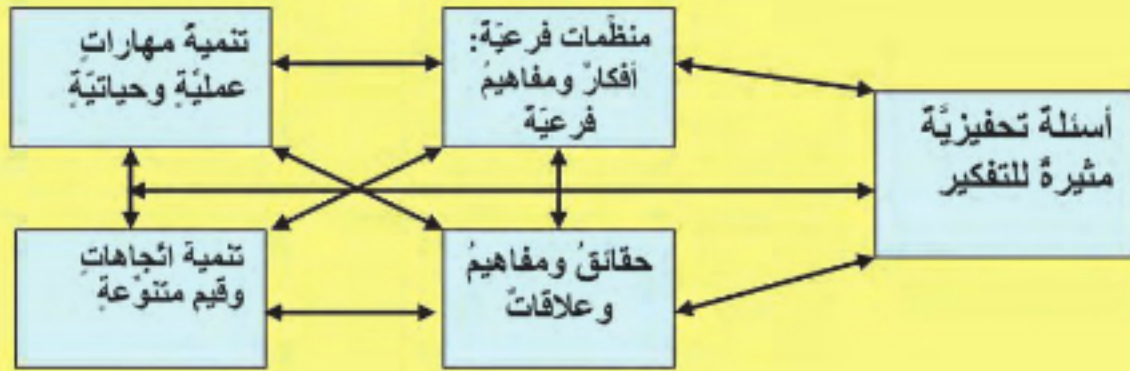 أسئلة تحفيزيَّة
مثيرةٌ للتفكير
منظّمات فرعيّة:
أفكارٌ ومفاهيمُ
فرعيّة
تنمية مهاراتٍ
عمليّةٍ وحياتيّةٍ
حقائقُ ومفاهيمُ
وعلاقاتٌ
تنمية اتّجاهاتٍ
وقيم متنوّعةٍ